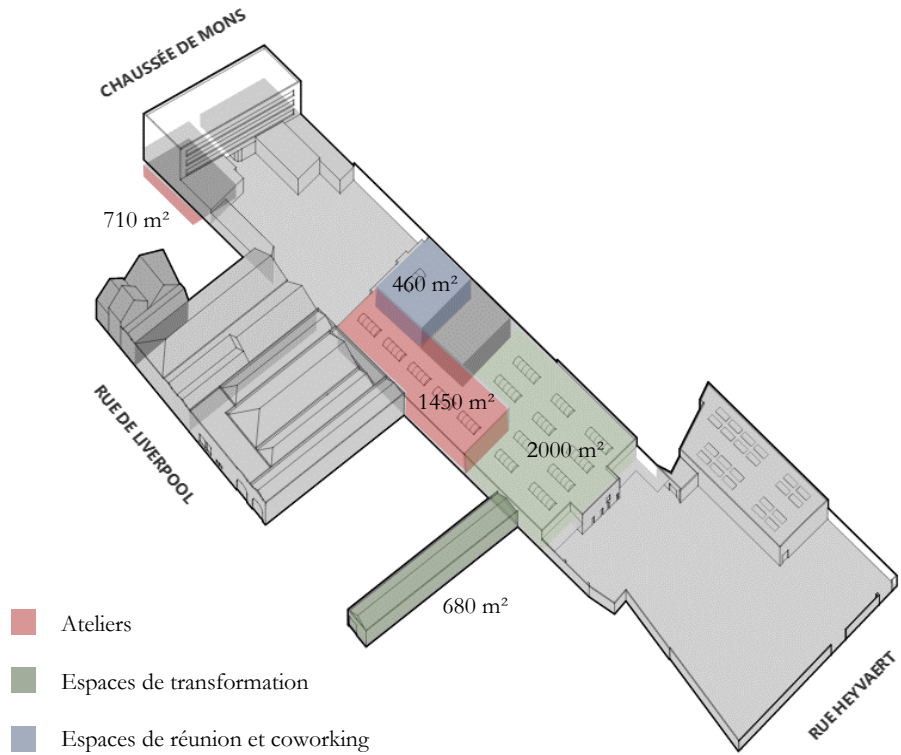 CHAUSSÉE DE MONS
710 m²
460 m²
RUE DE LIVERPOOL
1450 m²
2000 m²
680 m²
Ateliers
Espaces de transformation
Espaces de réunion et coworking
RUE HEYVAERT